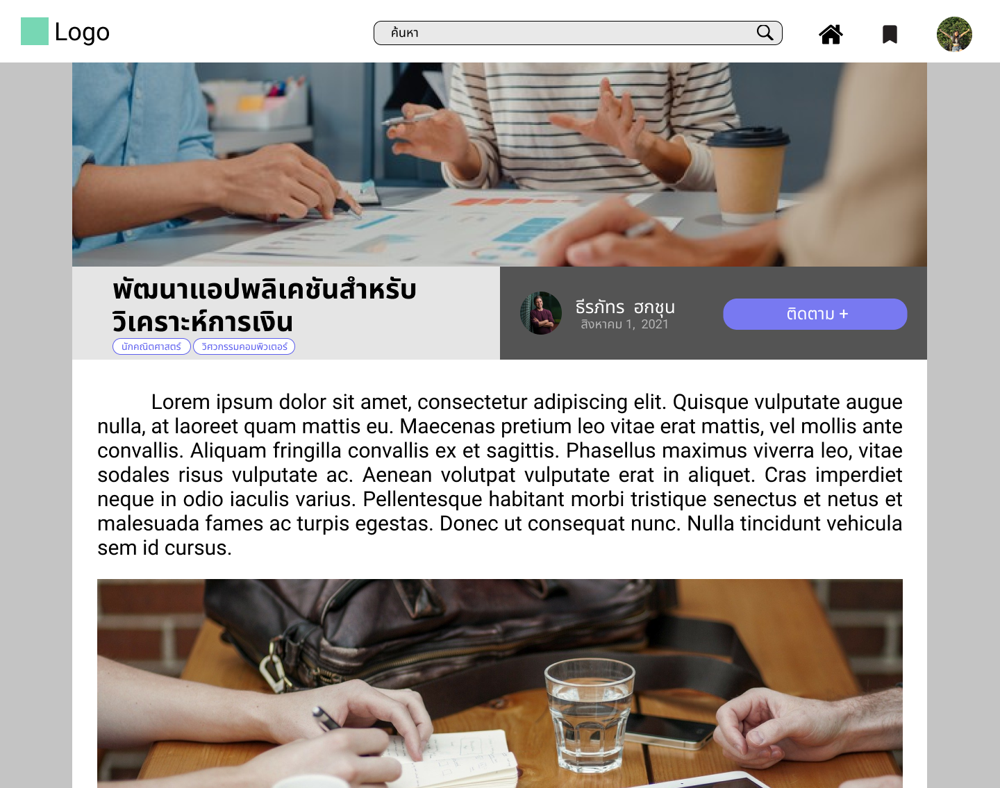 Logo
ค้นหา
พัฒนาแอปพลิเคชันสำหรับ
วิเคราะห์การเงิน
นักคณิตศาสตร์ วิศวกรรมคอมพิวเตอร์
ธีรภัทร ฮกชุน
สิงหาคม 1, 2021
ติดตาม +
Lorem ipsum dolor sit amet, consectetur adipiscing elit. Quisque vulputate augue
nulla, at laoreet quam mattis eu. Maecenas pretium leo vitae erat mattis, vel mollis ante
convallis. Aliquam fringilla convallis ex et sagittis. Phasellus maximus viverra leo, vitae
sodales risus vulputate ac. Aenean volutpat vulputate erat in aliquet. Cras imperdiet
neque in odio iaculis varius. Pellentesque habitant morbi tristique senectus et netus et
malesuada fames ac turpis egestas. Donec ut consequat nunc. Nulla tincidunt vehicula
sem id cursus.